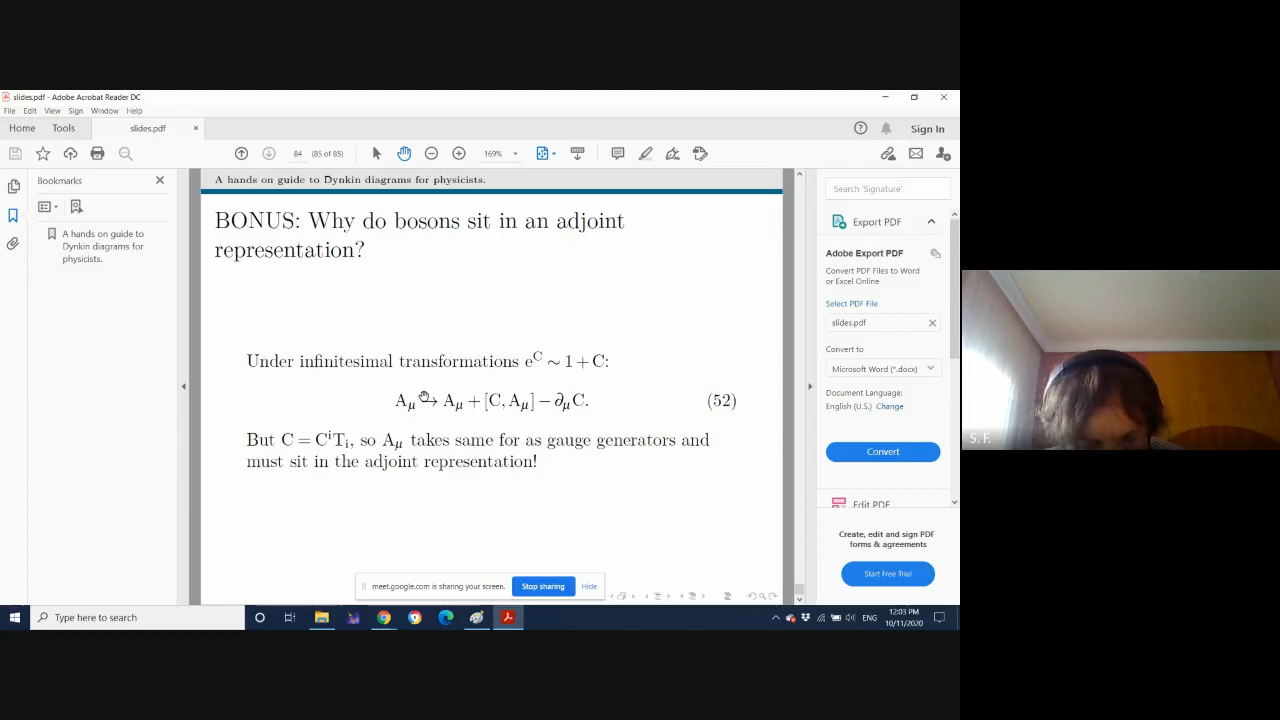 slides.pdf - Adobe Acrobat Reader DC
File Edit View Sign Window Help
Home Tools slides.pdf × Sign In
84 (85 of 85) 169%
Bookmarks
A hands on guide to
Dynkin diagrams for
physicists.
A hands on guide to Dynkin diagrams for physicists.
BONUS: Why do bosons sit in an adjoint
representation?
Under infinitesimal transformations e^C ∼ 1 + C:
A_μ ↪ A_μ + [C, A_μ] − ∂_μC. (52)
But C = C^iT_i, so A_μ takes same for as gauge generators and
must sit in the adjoint representation!
Search 'Signature'
Export PDF
Adobe Export PDF
Convert PDF Files to Word
or Excel Online
Select PDF File
slides.pdf
Convert to
Microsoft Word (*.docx)
Document Language:
English (U.S.) Change
Convert
Edit PDF
Create, edit and sign PDF
forms & agreements
Start Free Trial
meet.google.com is sharing your screen. Stop sharing Hide
Type here to search
ENG
12:03 PM
10/11/2020
S. F.